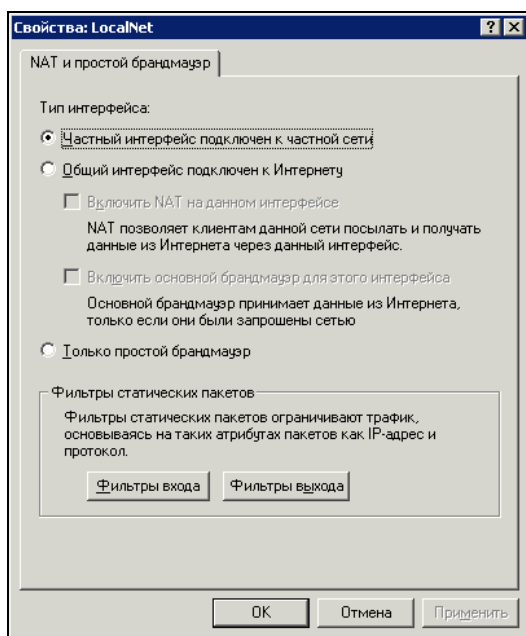 Свойства: LocalNet
NAT и простой брандмауэр
Тип интерфейса:
Частный интерфейс подключен к частной сети
Общий интерфейс подключен к Интернету
Включить NAT на данном интерфейсе
NAT позволяет клиентам данной сети посылать и получать
данные из Интернета через данный интерфейс.
Включить основной брандмауэр для этого интерфейса
Основной брандмауэр принимает данные из Интернета,
только если они были запрошены сетью
Только простой брандмауэр
Фильтры статических пакетов
Фильтры статических пакетов ограничивают трафик,
основываясь на таких атрибутах пакетов как IP-адрес и
протокол.
Фильтры входа Фильтры выхода
OK Отмена Применить